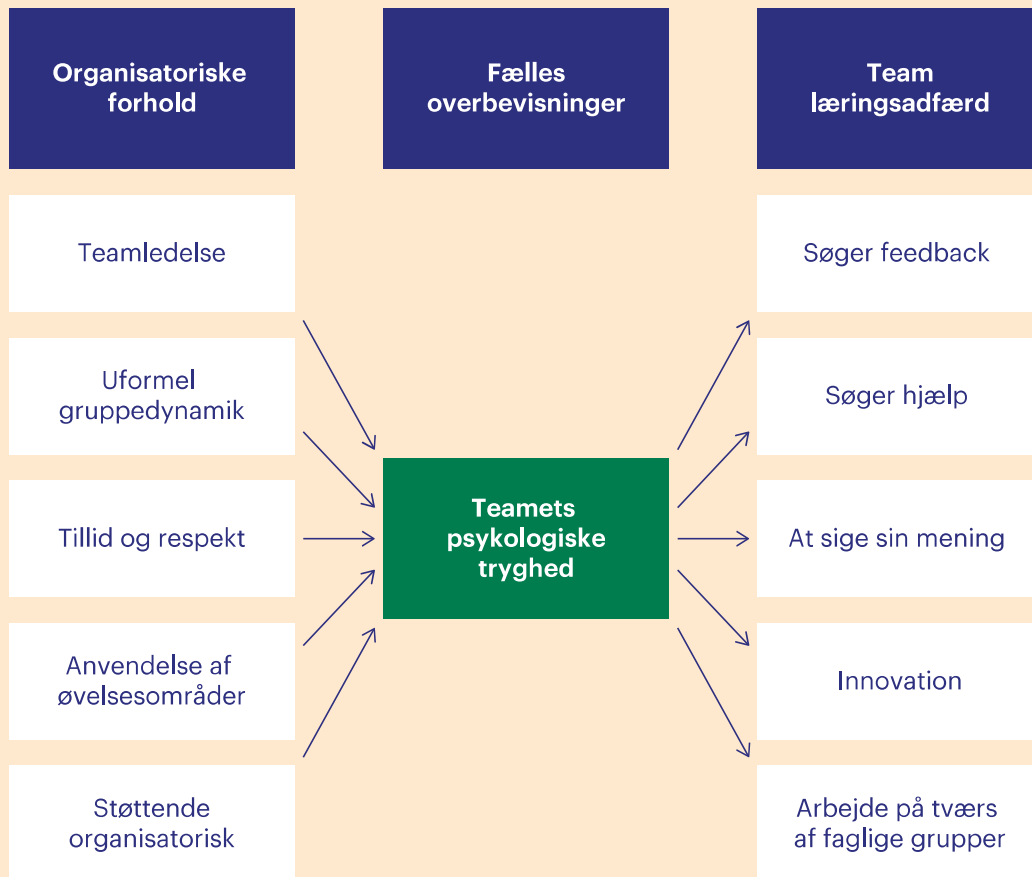 Organisatoriske
forhold
Fælles
overbevisninger
Team
læringsadfærd
Teamledelse
Uformel
gruppedynamik
Tillid og respekt
Anvendelse af
øvelsesområder
Støttende
organisatorisk
Teamets
psykologiske
tryghed
Søger feedback
Søger hjælp
At sige sin mening
Innovation
Arbejde på tværs
af faglige grupper